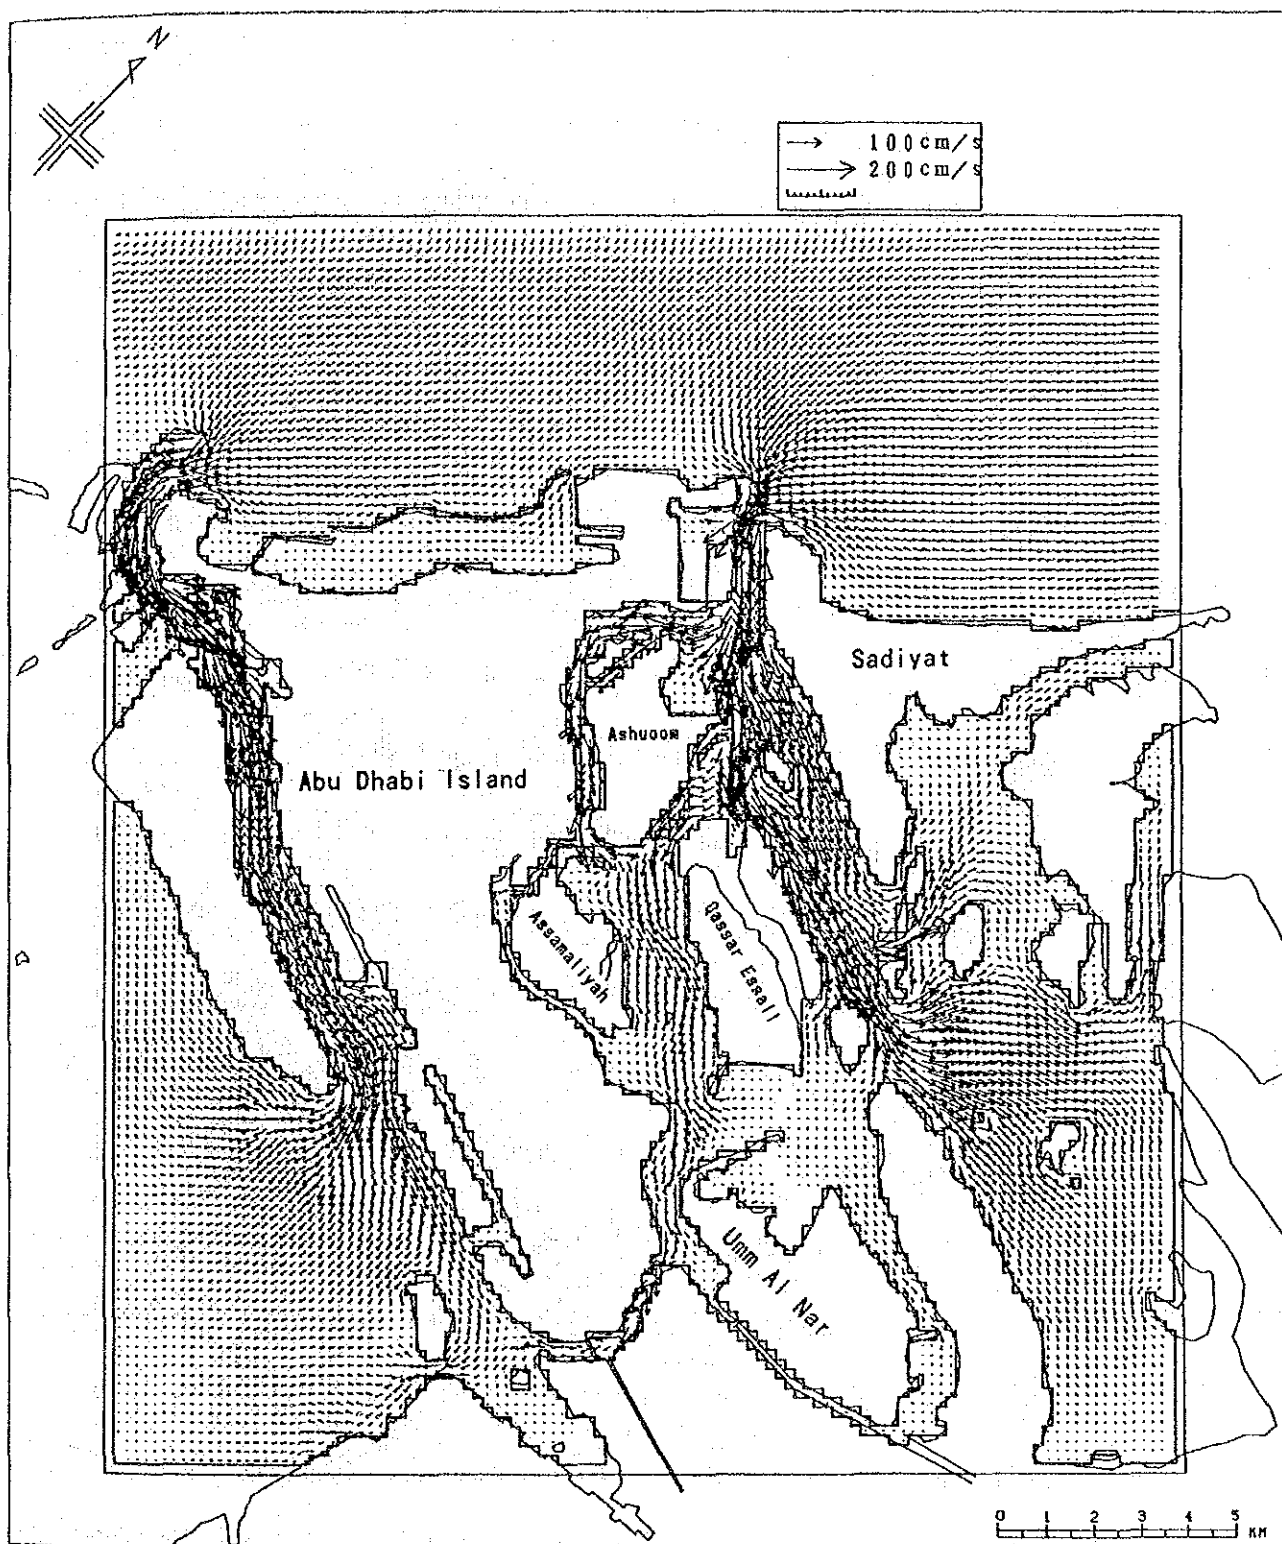 N
100cm/s
200cm/s
Sadiyat
Ashuoom
Abu Dhabi Island
Assamaliyah
Qassar Essali
Umm Al Nar
0 1 2 3 4 5
KM